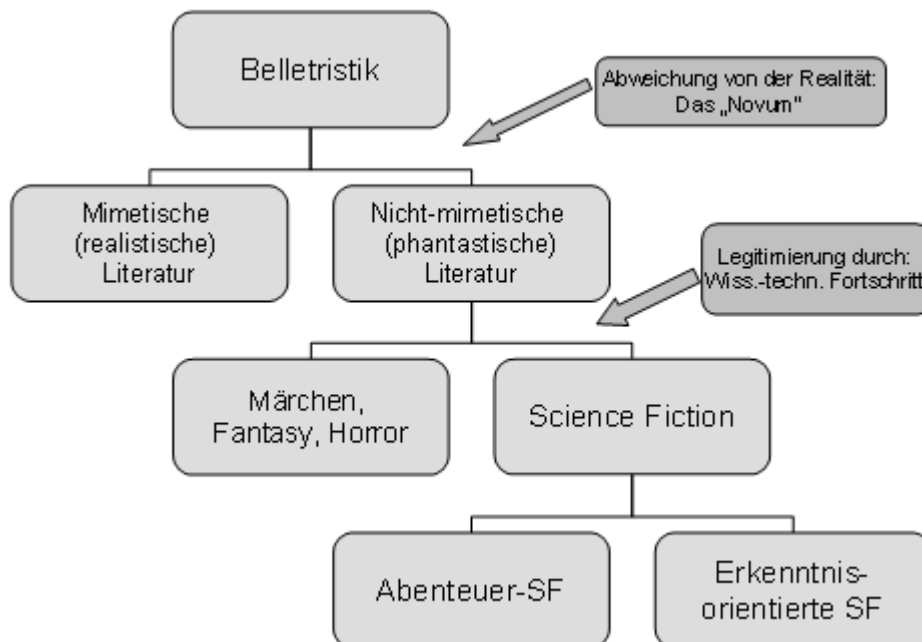 Belletristik
Abweichung von der Realität:
Das „Novum"
Mimetische
(realistische)
Literatur
Nicht-mimetische
(phantastische)
Literatur
Legitimierung durch:
Wiss.-techn. Fortschritt
Märchen,
Fantasy, Horror
Science Fiction
Abenteuer-SF
Erkenntnis-
orientierte SF